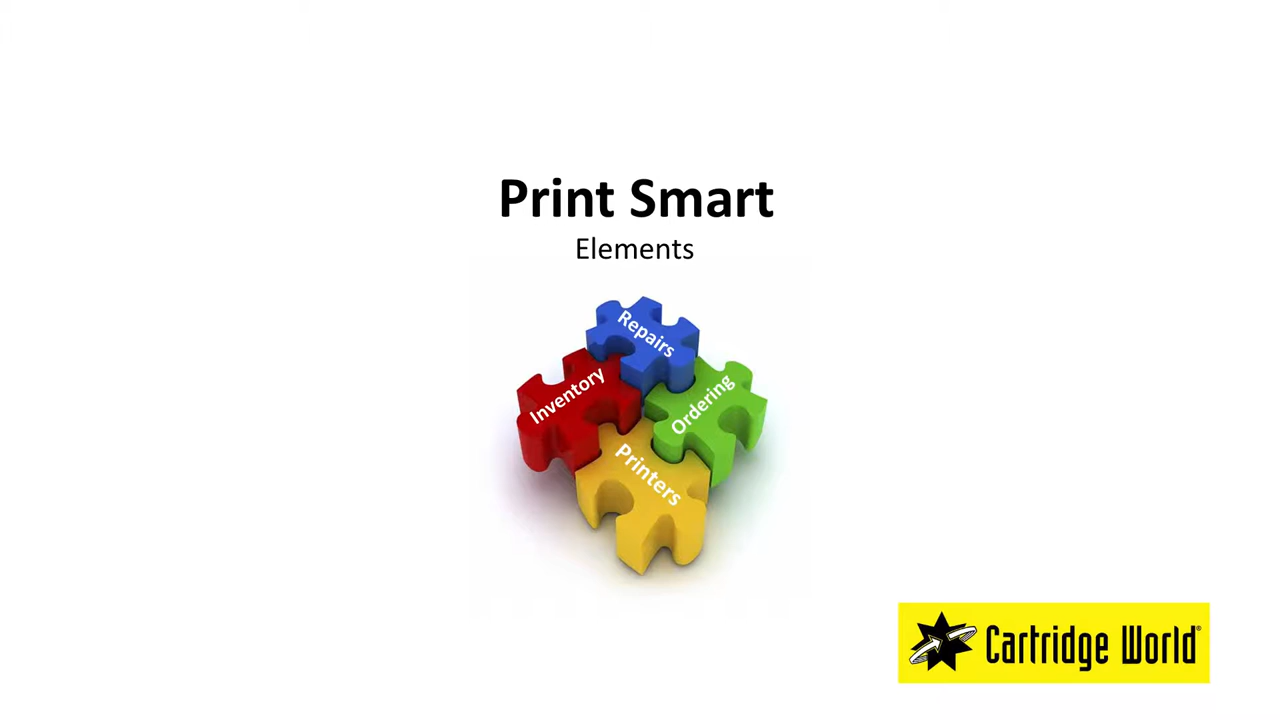 Print Smart
Elements
Repairs
Inventory
Ordering
Printers
Cartridge World®